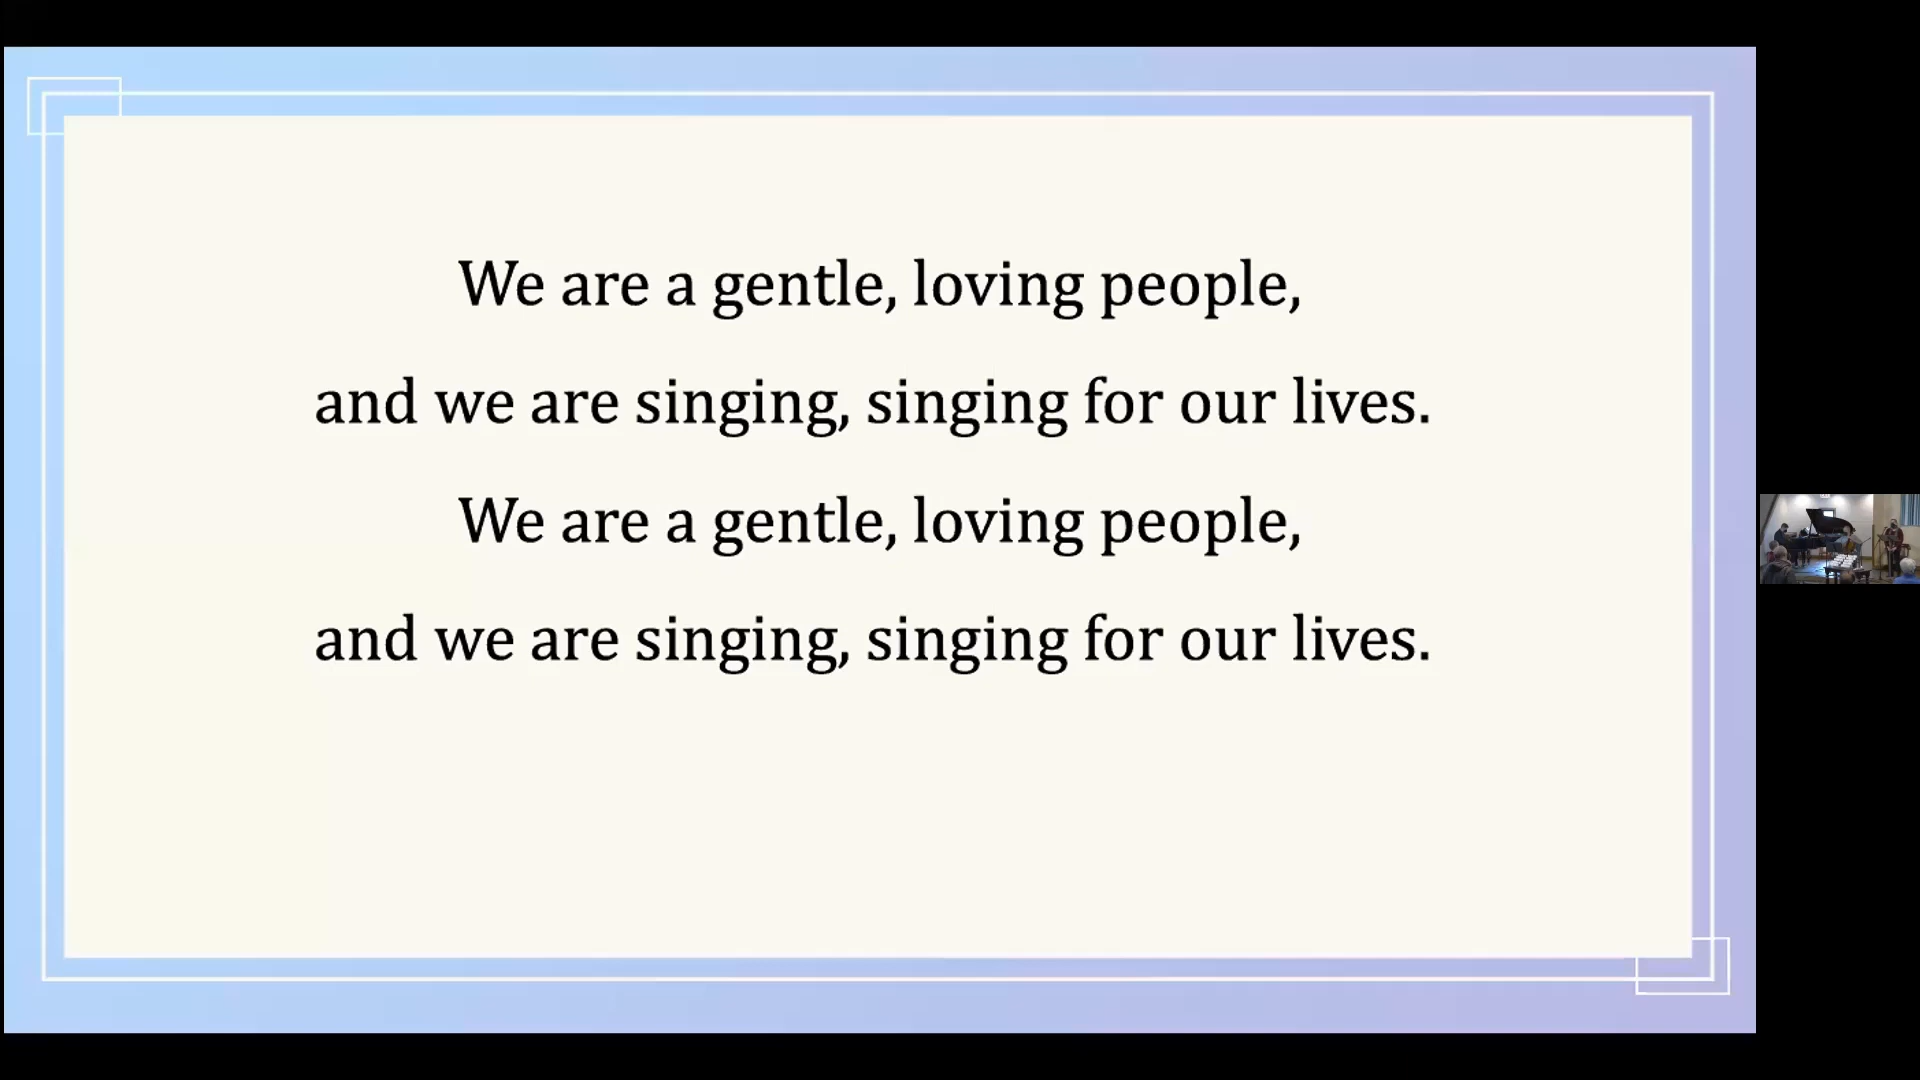 We are a gentle, loving people,
and we are singing, singing for our lives.
We are a gentle, loving people,
and we are singing, singing for our lives.